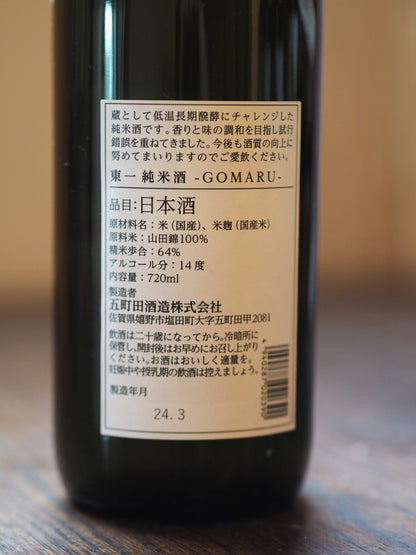 蔵として低温長期醗酵にチャレンジした
純米酒です。香りと味の調和を目指し試行
錯誤を重ねてきました。今後も酒質の向上に
努めてまいりますのでご愛飲ください。
東一 純米酒 -GOMARU-
品目:日本酒
原材料名:米(国産)、米麹(国産米)
原料米:山田錦100%
精米歩合:64%
アルコール分:14度
内容量:720ml
製造者
五町田酒造株式会社
佐賀県嬉野市塩田町大字五町田甲2081
飲酒は二十歳になってから。冷暗所に
保管し、開封後はお早めにお召し上がり
ください。お酒はおいしく適量を。
妊娠中や授乳期の飲酒は控えましょう。
製造年月
24.3